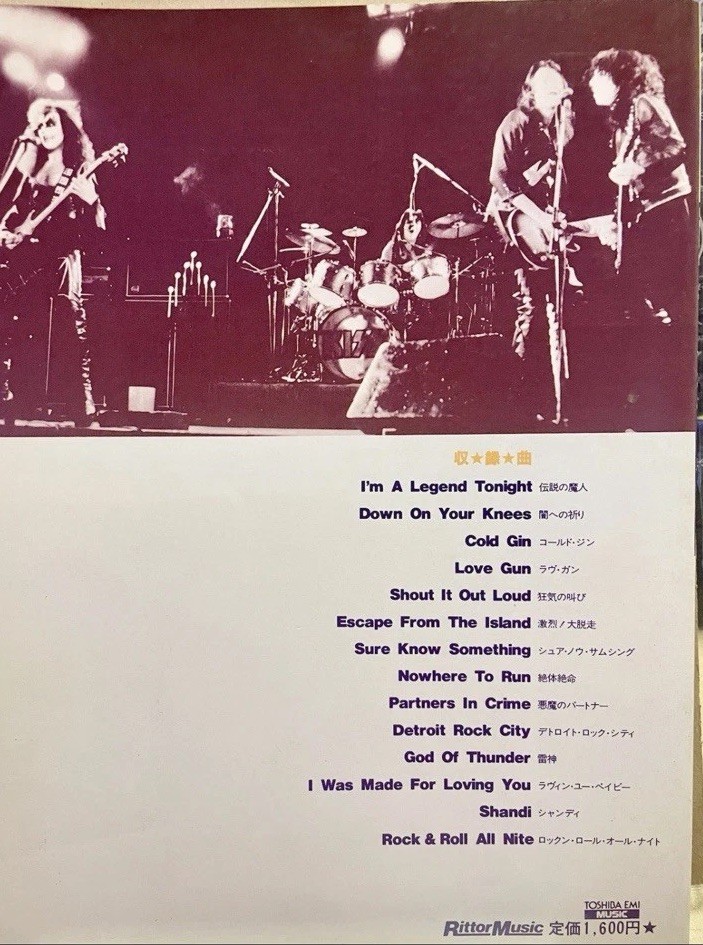 KISS
収★録★曲
I'm A Legend Tonight 伝説の魔人
Down On Your Knees 闇への祈り
Cold Gin コールド・ジン
Love Gun ラヴ・ガン
Shout It Out Loud 狂気の叫び
Escape From The Island 激烈！大脱走
Sure Know Something シュア・ノウ・サムシング
Nowhere To Run 絶体絶命
Partners In Crime 悪魔のパートナー
Detroit Rock City デトロイト・ロック・シティ
God Of Thunder 雷神
I Was Made For Loving You ラヴィン・ユー・ベイビー
Shandi シャンディ
Rock & Roll All Nite ロックン・ロール・オール・ナイト
TOSHIBA EMI
MUSIC
RittorMusic 定価1,600円★